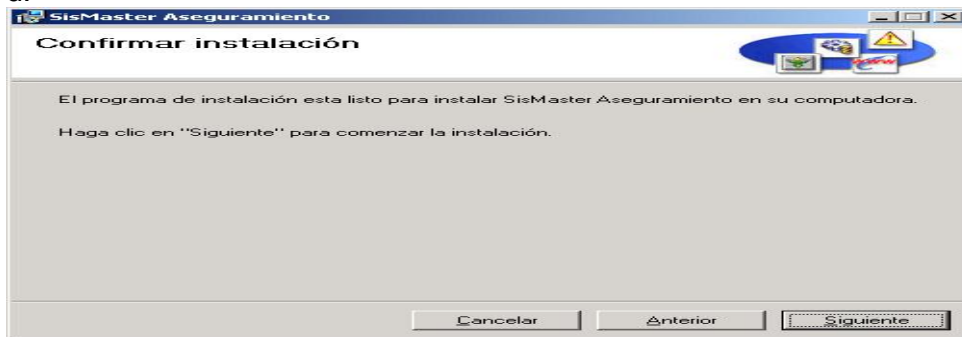 SisMaster Aseguramiento
Confirmar instalación
www
El programa de instalación esta listo para instalar SisMaster Aseguramiento en su computadora.
Haga clic en "Siguiente" para comenzar la instalación.
Cancelar
Anterior
Siguiente